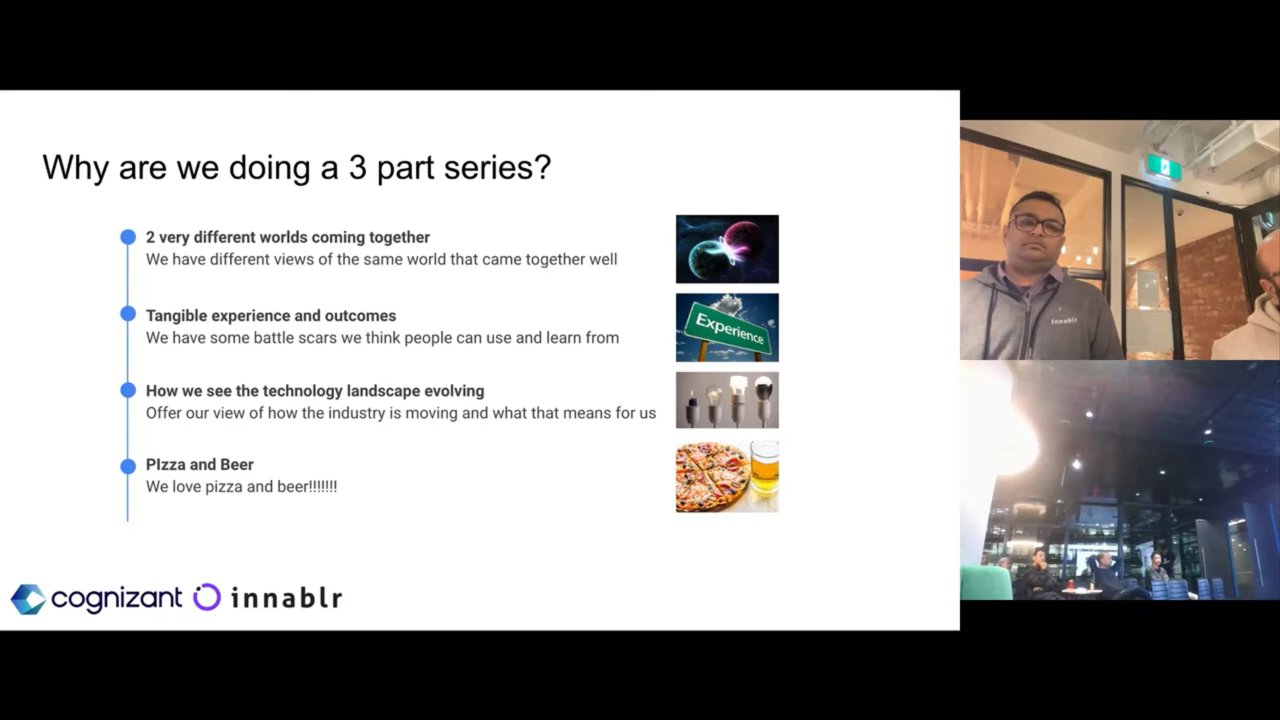 Why are we doing a 3 part series?
2 very different worlds coming together
We have different views of the same world that came together well
Tangible experience and outcomes
We have some battle scars we think people can use and learn from
Experience
How we see the technology landscape evolving
Offer our view of how the industry is moving and what that means for us
PIzza and Beer
We love pizza and beer!!!!!!!
cognizant innablr
innablr